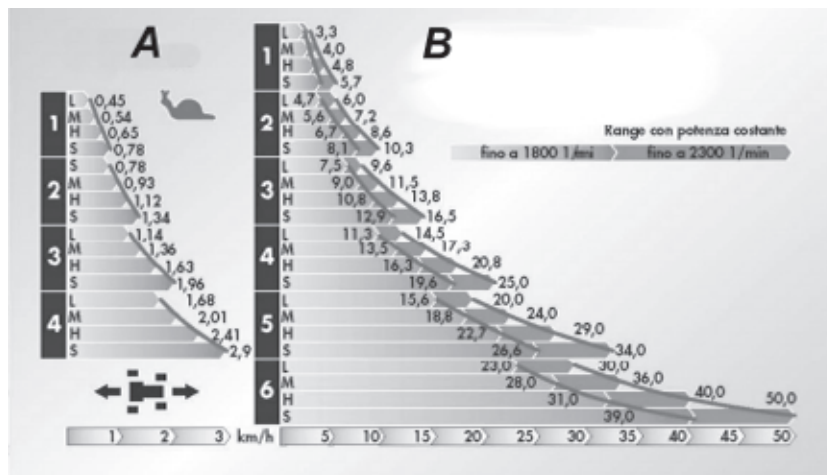 A
B
1
L 0,45
M 0,54
H 0,65
S 0,78
2
S 0,78
M 0,93
H 1,12
S 1,34
3
L 1,14
M 1,36
H 1,63
S 1,96
4
L 1,68
M 2,01
H 2,41
S 2,9
1 2 3 km/h
1
L 3,3
M 4,0
H 4,8
S 5,7
2
L 4,7 6,0
M 5,6 7,2
H 6,7 8,6
S 8,1 10,3
3
L 7,5 9,6
M 9,0 11,5
H 10,8 13,8
S 12,9 16,5
4
L 11,3 14,5
M 13,5 17,3
H 16,3 20,8
S 19,6 25,0
5
L 15,6 20,0
M 18,8 24,0
H 22,7 29,0
S 26,6 34,0
6
L 23,0 30,0
M 28,0 36,0
H 31,0 40,0
S 39,0 50,0
5 10 15 20 25 30 35 40 45 50
Range con potenza costante
fino a 1800 1/mi fino a 2300 1/min